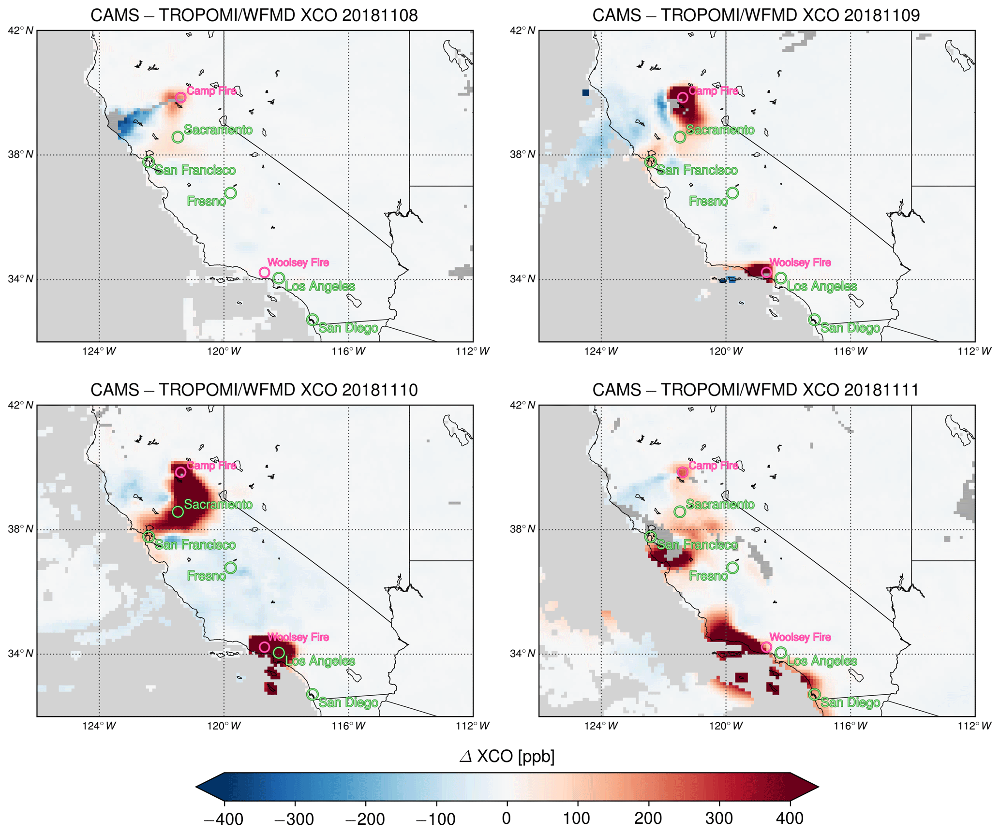 CAMS – TROPOMI/WFMD XCO 20181108
42°N
38°N
34°N
124°W
120°W
116°W
112°W
Camp Fire
Sacramento
San Francisco
Fresno
Woolsey Fire
Los Angeles
San Diego
CAMS – TROPOMI/WFMD XCO 20181109
42°N
38°N
34°N
124°W
120°W
116°W
112°W
Camp Fire
Sacramento
San Francisco
Fresno
Woolsey Fire
Los Angeles
San Diego
CAMS – TROPOMI/WFMD XCO 20181110
42°N
38°N
34°N
124°W
120°W
116°W
112°W
Camp Fire
Sacramento
San Francisco
Fresno
Woolsey Fire
Los Angeles
San Diego
CAMS – TROPOMI/WFMD XCO 20181111
42°N
38°N
34°N
124°W
120°W
116°W
112°W
Camp Fire
Sacramento
San Francisco
Fresno
Woolsey Fire
Los Angeles
San Diego
Δ XCO [ppb]
−400 −300 −200 −100 0 100 200 300 400